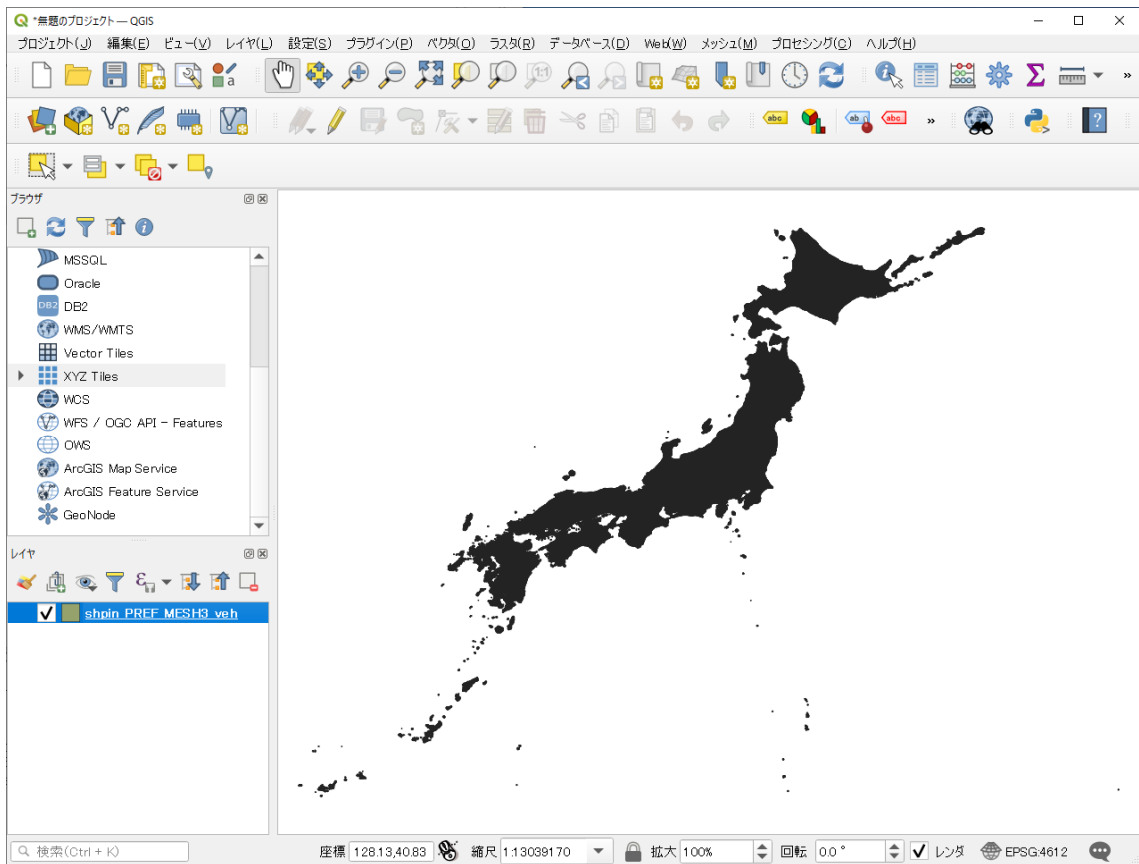 *無題のプロジェクト — QGIS
プロジェクト(J) 編集(E) ビュー(V) レイヤ(L) 設定(S) プラグイン(P) ベクタ(O) ラスタ(R) データベース(D) Web(W) メッシュ(M) プロセシング(C) ヘルプ(H)
1:1
abc ab abc »
ブラウザ
MSSQL
Oracle
DB2 DB2
WMS/WMTS
Vector Tiles
XYZ Tiles
WCS
WFS / OGC API - Features
OWS
ArcGIS Map Service
ArcGIS Feature Service
GeoNode
レイヤ
shpin_PREF_MESH3_veh
検索(Ctrl + K) 座標 128.13,40.83 縮尺 1:13039170 拡大 100% 回転 0.0 ° レンダ EPSG:4612